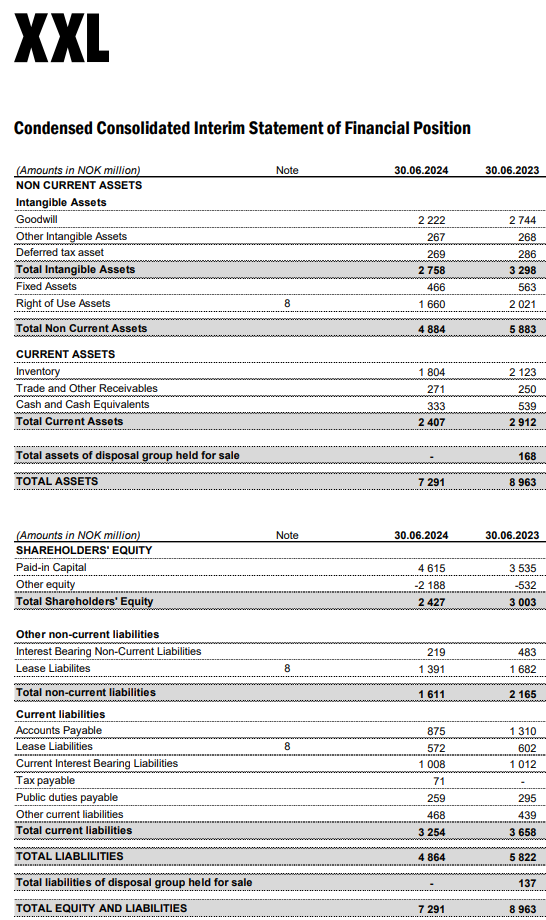 XXL
Condensed Consolidated Interim Statement of Financial Position
(Amounts in NOK million) Note 30.06.2024 30.06.2023
NON CURRENT ASSETS
Intangible Assets
Goodwill 2 222 2 744
Other Intangible Assets 267 268
Deferred tax asset 269 286
Total Intangible Assets 2 758 3 298
Fixed Assets 466 563
Right of Use Assets 8 1 660 2 021
Total Non Current Assets 4 884 5 883
CURRENT ASSETS
Inventory 1 804 2 123
Trade and Other Receivables 271 250
Cash and Cash Equivalents 333 539
Total Current Assets 2 407 2 912
Total assets of disposal group held for sale - 168
TOTAL ASSETS 7 291 8 963
(Amounts in NOK million) Note 30.06.2024 30.06.2023
SHAREHOLDERS' EQUITY
Paid-in Capital 4 615 3 535
Other equity -2 188 -532
Total Shareholders' Equity 2 427 3 003
Other non-current liabilities
Interest Bearing Non-Current Liabilities 219 483
Lease Liabilites 8 1 391 1 682
Total non-current liabilities 1 611 2 165
Current liabilities
Accounts Payable 875 1 310
Lease Liabilities 8 572 602
Current Interest Bearing Liabilities 1 008 1 012
Tax payable 71 -
Public duties payable 259 295
Other current liabilities 468 439
Total current liabilities 3 254 3 658
TOTAL LIABLILITIES 4 864 5 822
Total liabilities of disposal group held for sale - 137
TOTAL EQUITY AND LIABILITIES 7 291 8 963